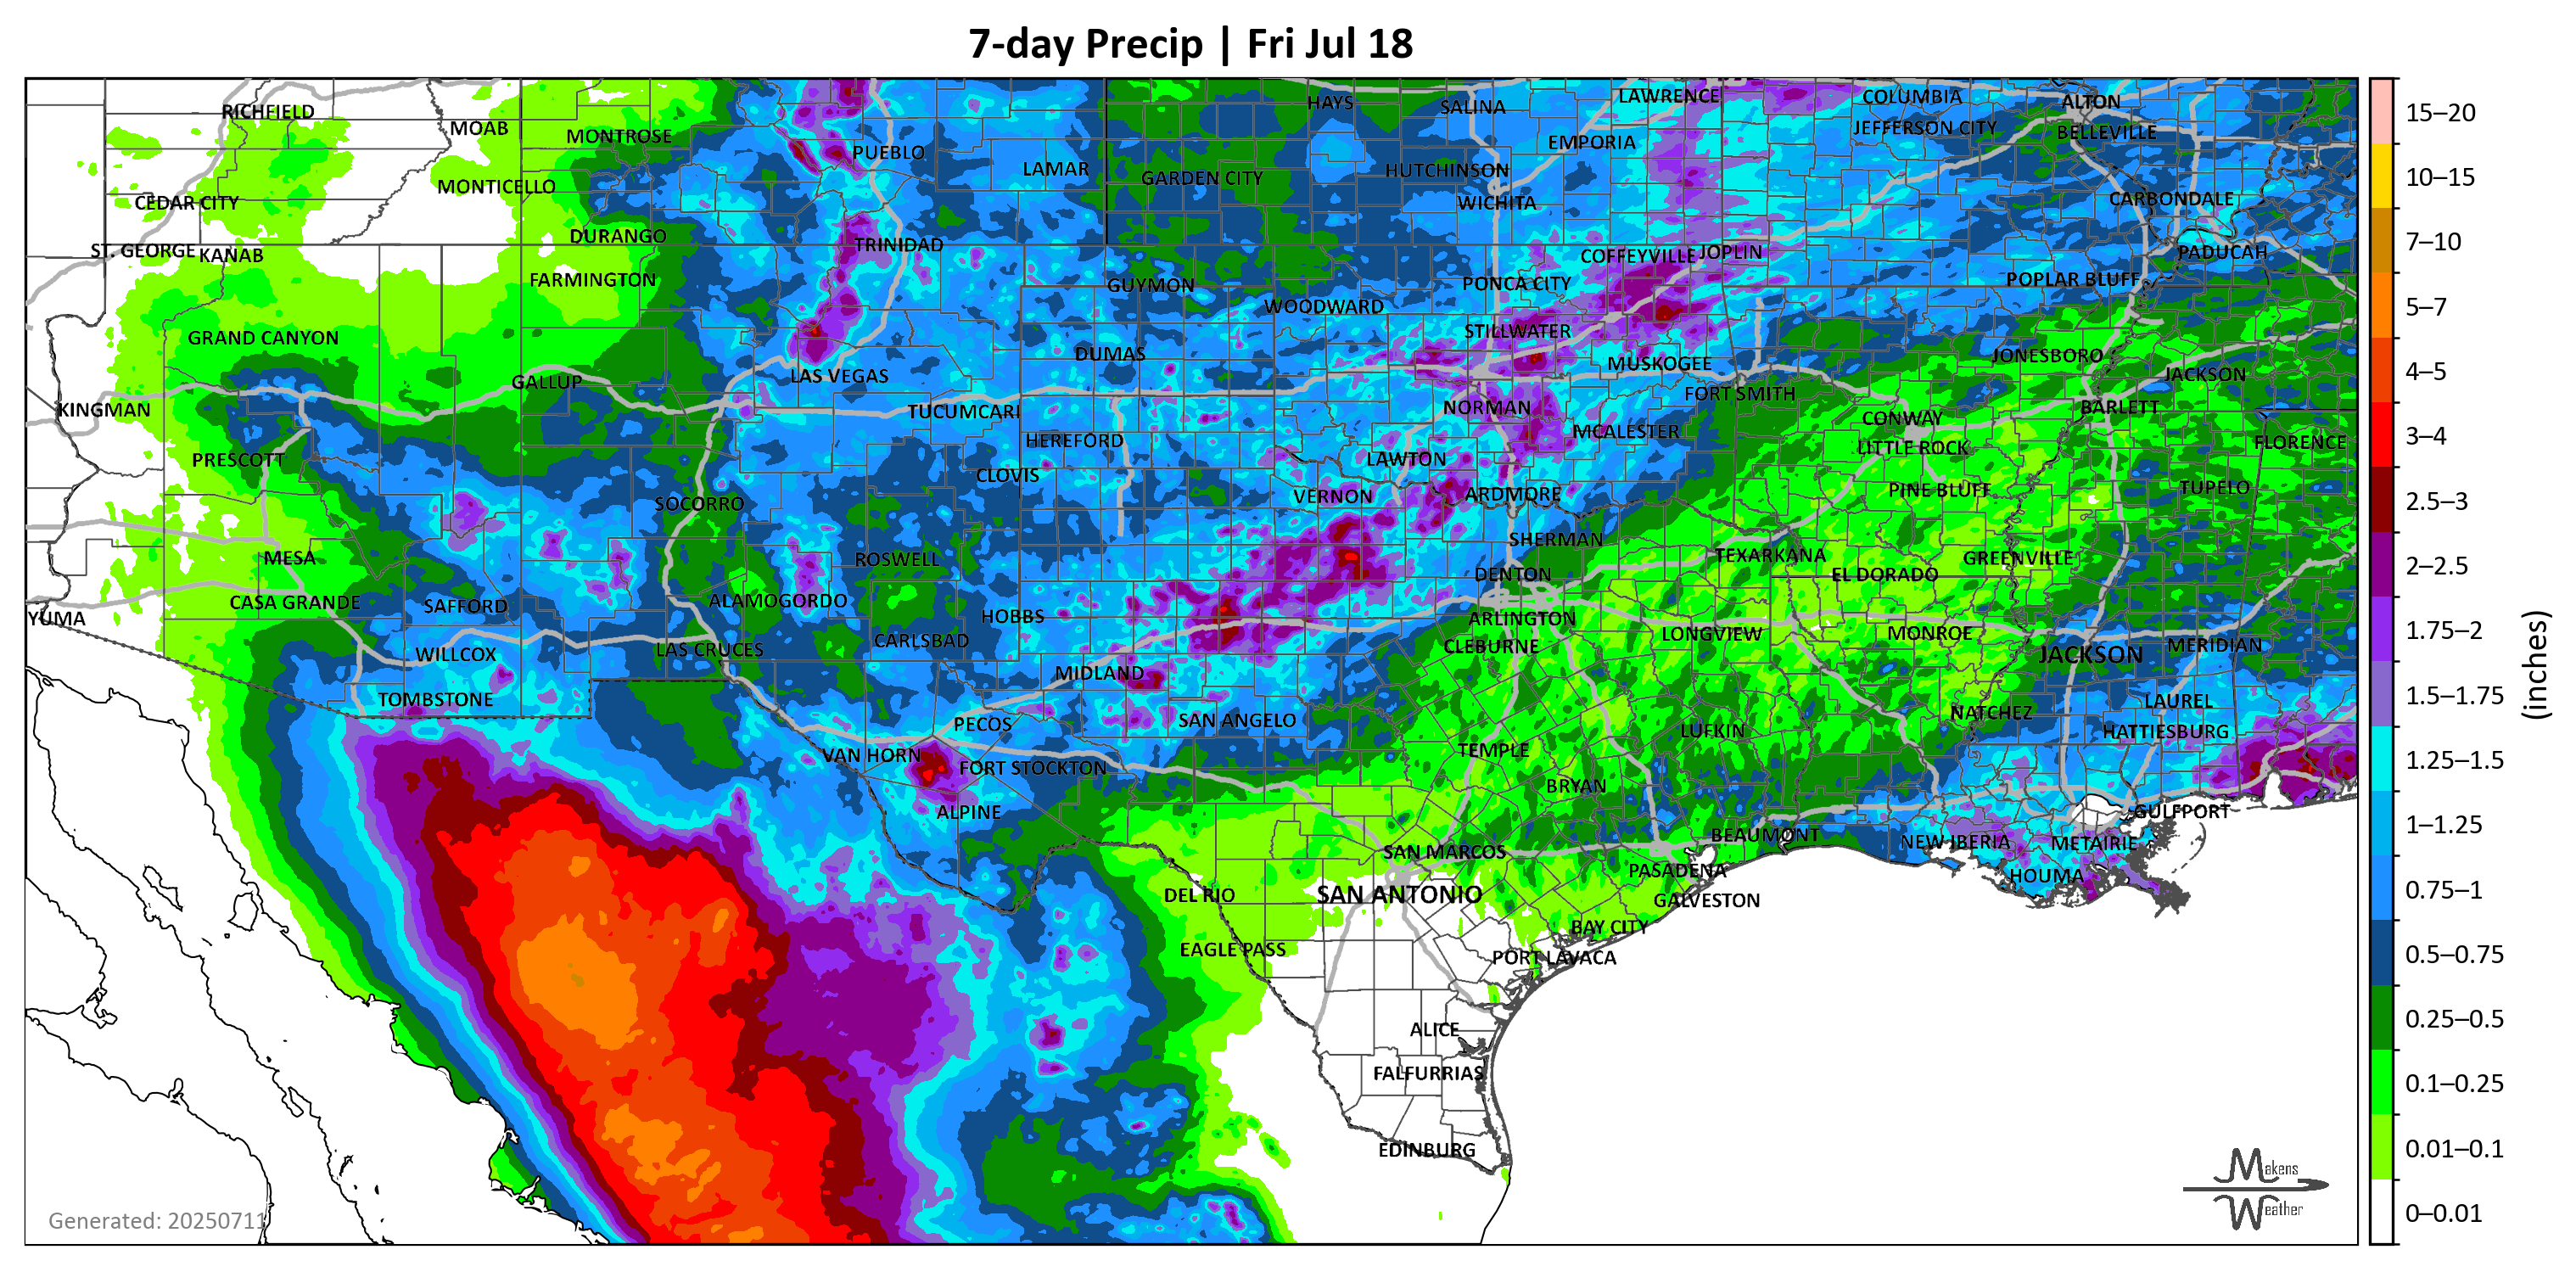 7-day Precip | Fri Jul 18
RICHFIELD
MOAB
MONTROSE
PUEBLO
LAMAR
HAYS
SALINA
LAWRENCE
COLUMBIA
ALTON
JEFFERSON CITY
BELLEVILLE
EMPORIA
GARDEN CITY
HUTCHINSON
MONTICELLO
CEDAR CITY
WICHITA
CARBONDALE
ST. GEORGE
KANAB
DURANGO
TRINIDAD
COFFEYVILLE
JOPLIN
PADUCAH
FARMINGTON
GUYMON
PONCA CITY
POPLAR BLUFF
WOODWARD
GRAND CANYON
STILLWATER
DUMAS
MUSKOGEE
JONESBORO
GALLUP
LAS VEGAS
JACKSON
FORT SMITH
KINGMAN
TUCUMCARI
NORMAN
CONWAY
BARLETT
HEREFORD
MCALESTER
LITTLE ROCK
FLORENCE
PRESCOTT
CLOVIS
LAWTON
SOCORRO
VERNON
ARDMORE
PINE BLUFF
TUPELO
MESA
ROSWELL
SHERMAN
TEXARKANA
GREENVILLE
DENTON
EL DORADO
CASA GRANDE
SAFFORD
ALAMOGORDO
YUMA
HOBBS
ARLINGTON
LONGVIEW
MONROE
WILLCOX
LAS CRUCES
CARLSBAD
CLEBURNE
JACKSON
MERIDIAN
MIDLAND
TOMBSTONE
LAUREL
PECOS
SAN ANGELO
NATCHEZ
LUFKIN
HATTIESBURG
VAN HORN
FORT STOCKTON
TEMPLE
BRYAN
ALPINE
GULFPORT
BEAUMONT
NEW IBERIA
METAIRIE
SAN MARCOS
PASADENA
HOUMA
DEL RIO
SAN ANTONIO
GALVESTON
BAY CITY
EAGLE PASS
PORT LAVACA
ALICE
FALFURRIAS
EDINBURG
Generated: 20250711
Makens
Weather
15–20
10–15
7–10
5–7
4–5
3–4
2.5–3
2–2.5
1.75–2
1.5–1.75
1.25–1.5
1–1.25
0.75–1
0.5–0.75
0.25–0.5
0.1–0.25
0.01–0.1
0–0.01
(inches)